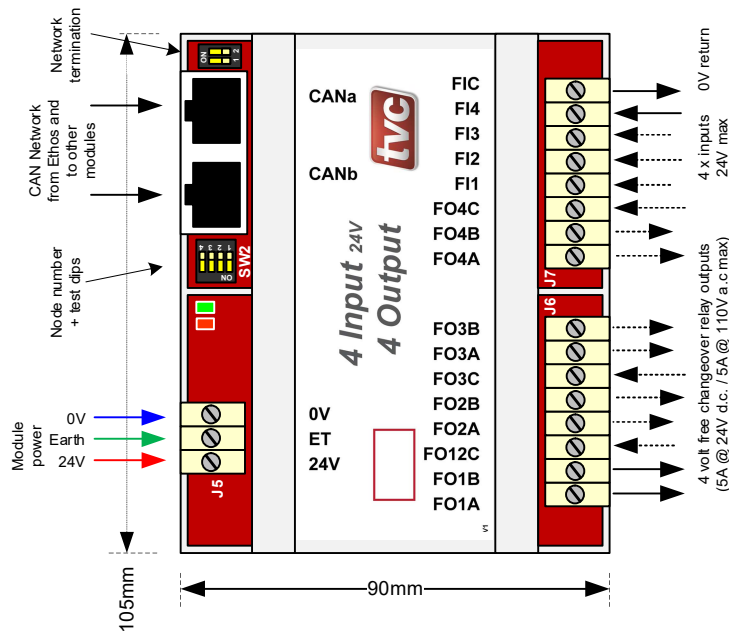 Network
termination
CAN Network
from Ethos and
to other
modules
Node number
+ test dips
Module
power
0V
Earth
24V
105mm
90mm
ON
1 2
CANa
CANb
tvc
4 3 2 1
ON
SW2
4 Input 24V
4 Output
0V
ET
24V
J5
FIC
FI4
FI3
FI2
FI1
FO4C
FO4B
FO4A
FO3B
FO3A
FO3C
FO2B
FO2A
FO12C
FO1B
FO1A
V1
J7
J6
0V return
4 x inputs
24V max
4 volt free changeover relay outputs
(5A @ 24V d.c. / 5A @ 110V a.c max)